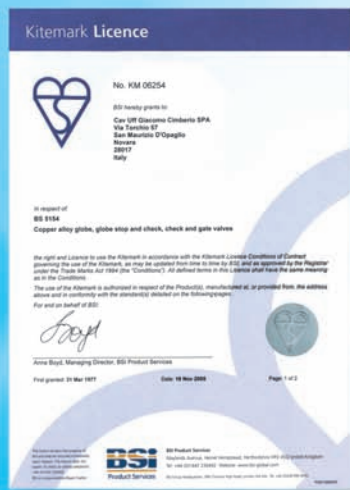 Kitemark Licence
No. KM 06254
BSI hereby grants to:
Cav Uff Giacomo Cimberio SPA
Via Torchio 57
San Maurizio D'Opaglio
Novara
28017
Italy
In respect of
BS 5154
Copper alloy globe, globe stop and check, check and gate valves
the right and Licence to use the Kitemark in accordance with the Kitemark Licence Conditions of Contract
governing the use of the Kitemark, as may be updated from time to time by BSI, and as approved by the Registrar
under the Trade Marks Act 1994 (the "Conditions"). All defined terms in this Licence shall have the same meaning
as in the Conditions.
The use of the Kitemark is authorized in respect of the Product(s), manufactured at, or provided from, the address
above and in conformity with the standard(s) detailed on the following pages.
For and on behalf of BSI:
Anne Boyd, Managing Director, BSI Product Services
First granted: 31 Mar 1977
Page: 1 of 2
BSi
Product Services
BSI Product Services